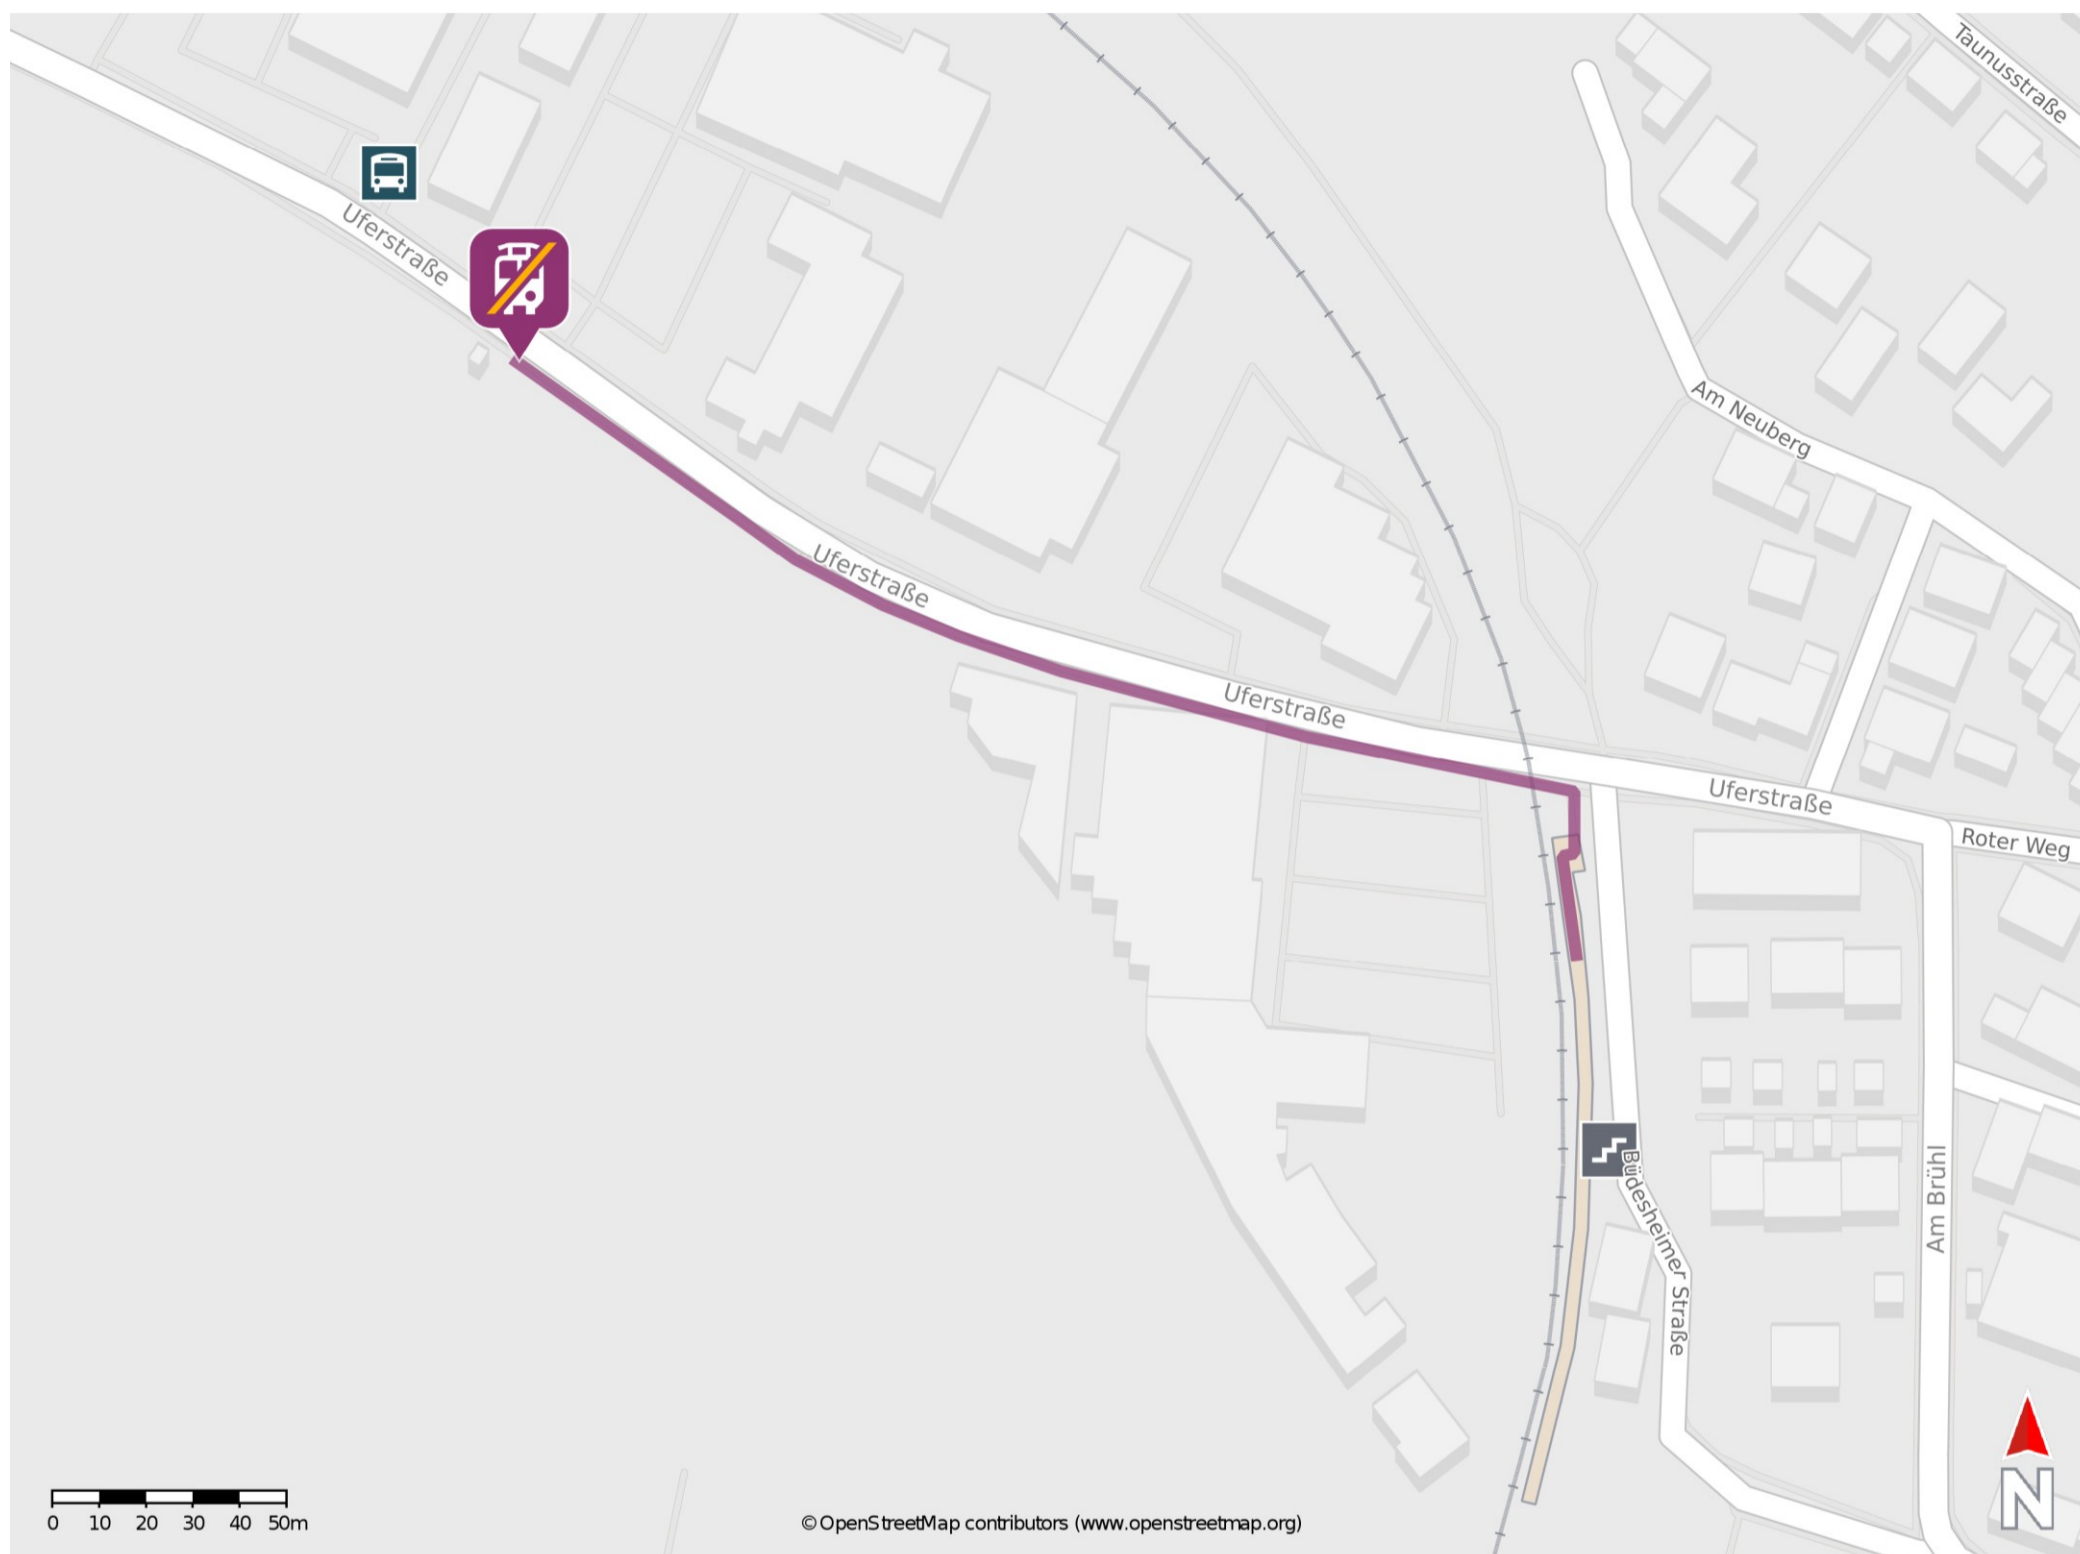 Taunusstraße
Uferstraße
Am Neuberg
Uferstraße
Uferstraße
Uferstraße
Roter Weg
Büdesheimer Straße
Am Brühl
N
0 10 20 30 40 50m
© OpenStreetMap contributors (www.openstreetmap.org)